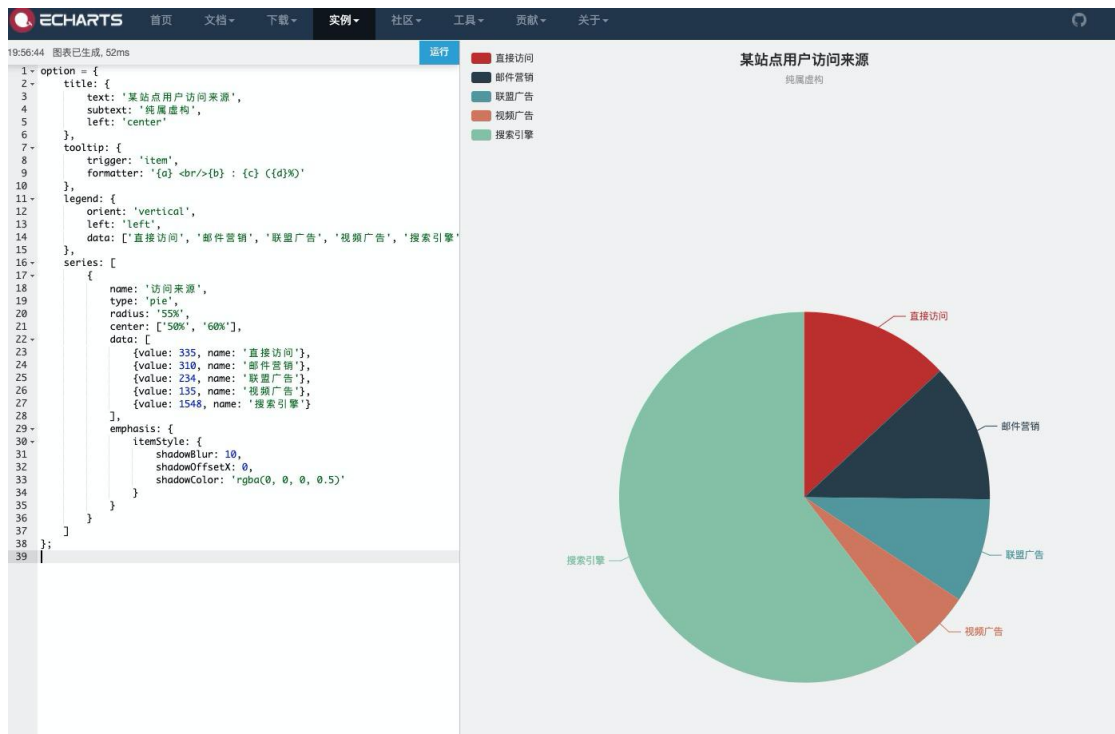 ECHARTS 首页 文档 下载 实例 社区 工具 贡献 关于
19:56:44 图表已生成, 52ms 运行
1 option = {
2 title: {
3 text: '某站点用户访问来源',
4 subtext: '纯属虚构',
5 left: 'center'
6 },
7 tooltip: {
8 trigger: 'item',
9 formatter: '{a} <br/>{b} : {c} ({d}%)'
10 },
11 legend: {
12 orient: 'vertical',
13 left: 'left',
14 data: ['直接访问', '邮件营销', '联盟广告', '视频广告', '搜索引擎'
15 },
16 series: [
17 {
18 name: '访问来源',
19 type: 'pie',
20 radius: '55%',
21 center: ['50%', '60%'],
22 data: [
23 {value: 335, name: '直接访问'},
24 {value: 310, name: '邮件营销'},
25 {value: 234, name: '联盟广告'},
26 {value: 135, name: '视频广告'},
27 {value: 1548, name: '搜索引擎'}
28 ],
29 emphasis: {
30 itemStyle: {
31 shadowBlur: 10,
32 shadowOffsetX: 0,
33 shadowColor: 'rgba(0, 0, 0, 0.5)'
34 }
35 }
36 }
37 ]
38 };
39
直接访问
邮件营销
联盟广告
视频广告
搜索引擎
某站点用户访问来源
纯属虚构
直接访问
邮件营销
联盟广告
搜索引擎
视频广告